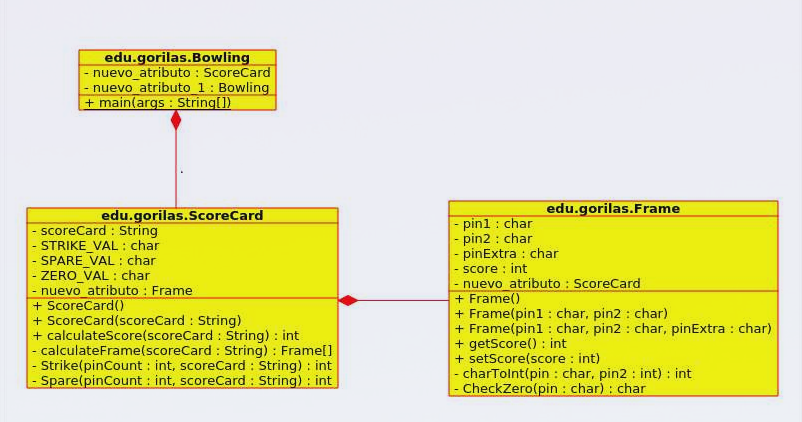 edu.gorilas.Bowling
- nuevo_atributo : ScoreCard
- nuevo_atributo_1 : Bowling
+ main(args : String[])
.
edu.gorilas.ScoreCard
- scoreCard : String
- STRIKE_VAL : char
- SPARE_VAL : char
- ZERO_VAL : char
- nuevo_atributo : Frame
+ ScoreCard()
+ ScoreCard(scoreCard : String)
+ calculateScore(scoreCard : String) : int
- calculateFrame(scoreCard : String) : Frame[]
- Strike(pinCount : int, scoreCard : String) : int
- Spare(pinCount : int, scoreCard : String) : int
edu.gorilas.Frame
- pin1 : char
- pin2 : char
- pinExtra : char
- score : int
- nuevo_atributo : ScoreCard
+ Frame()
+ Frame(pin1 : char, pin2 : char)
+ Frame(pin1 : char, pin2 : char, pinExtra : char)
+ getScore() : int
+ setScore(score : int)
- charToInt(pin : char, pin2 : int) : int
- CheckZero(pin : char) : char